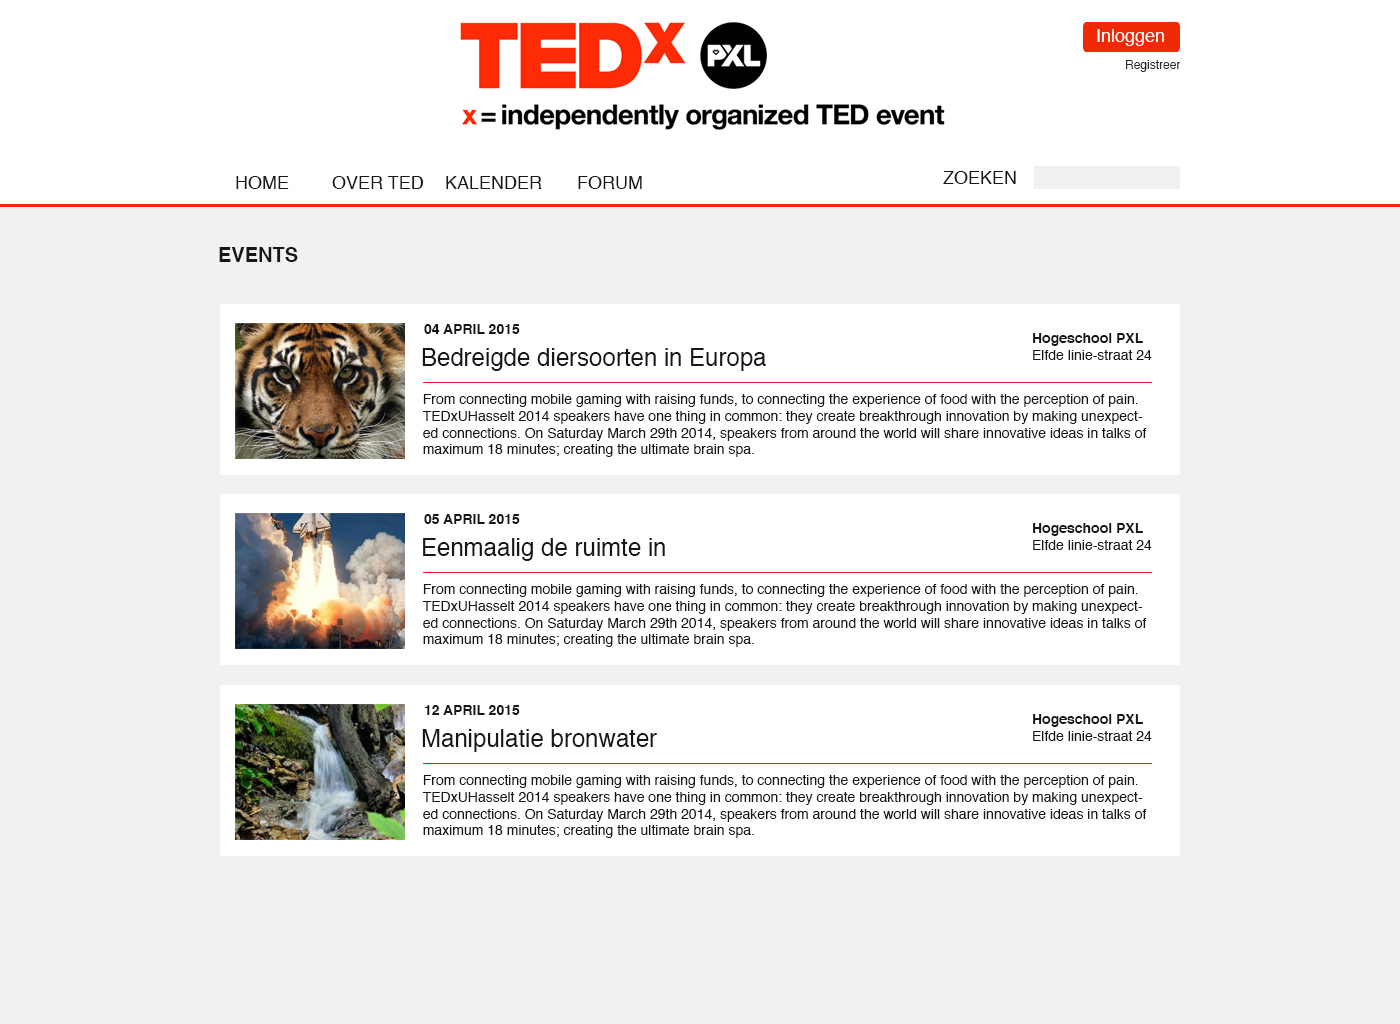 TEDx PXL
x = independently organized TED event
Inloggen
Registreer
HOME OVER TED KALENDER FORUM ZOEKEN
EVENTS
04 APRIL 2015
Bedreigde diersoorten in Europa
Hogeschool PXL
Elfde linie-straat 24
From connecting mobile gaming with raising funds, to connecting the experience of food with the perception of pain.
TEDxUHasselt 2014 speakers have one thing in common: they create breakthrough innovation by making unexpect-
ed connections. On Saturday March 29th 2014, speakers from around the world will share innovative ideas in talks of
maximum 18 minutes; creating the ultimate brain spa.
05 APRIL 2015
Eenmaalig de ruimte in
Hogeschool PXL
Elfde linie-straat 24
From connecting mobile gaming with raising funds, to connecting the experience of food with the perception of pain.
TEDxUHasselt 2014 speakers have one thing in common: they create breakthrough innovation by making unexpect-
ed connections. On Saturday March 29th 2014, speakers from around the world will share innovative ideas in talks of
maximum 18 minutes; creating the ultimate brain spa.
12 APRIL 2015
Manipulatie bronwater
Hogeschool PXL
Elfde linie-straat 24
From connecting mobile gaming with raising funds, to connecting the experience of food with the perception of pain.
TEDxUHasselt 2014 speakers have one thing in common: they create breakthrough innovation by making unexpect-
ed connections. On Saturday March 29th 2014, speakers from around the world will share innovative ideas in talks of
maximum 18 minutes; creating the ultimate brain spa.